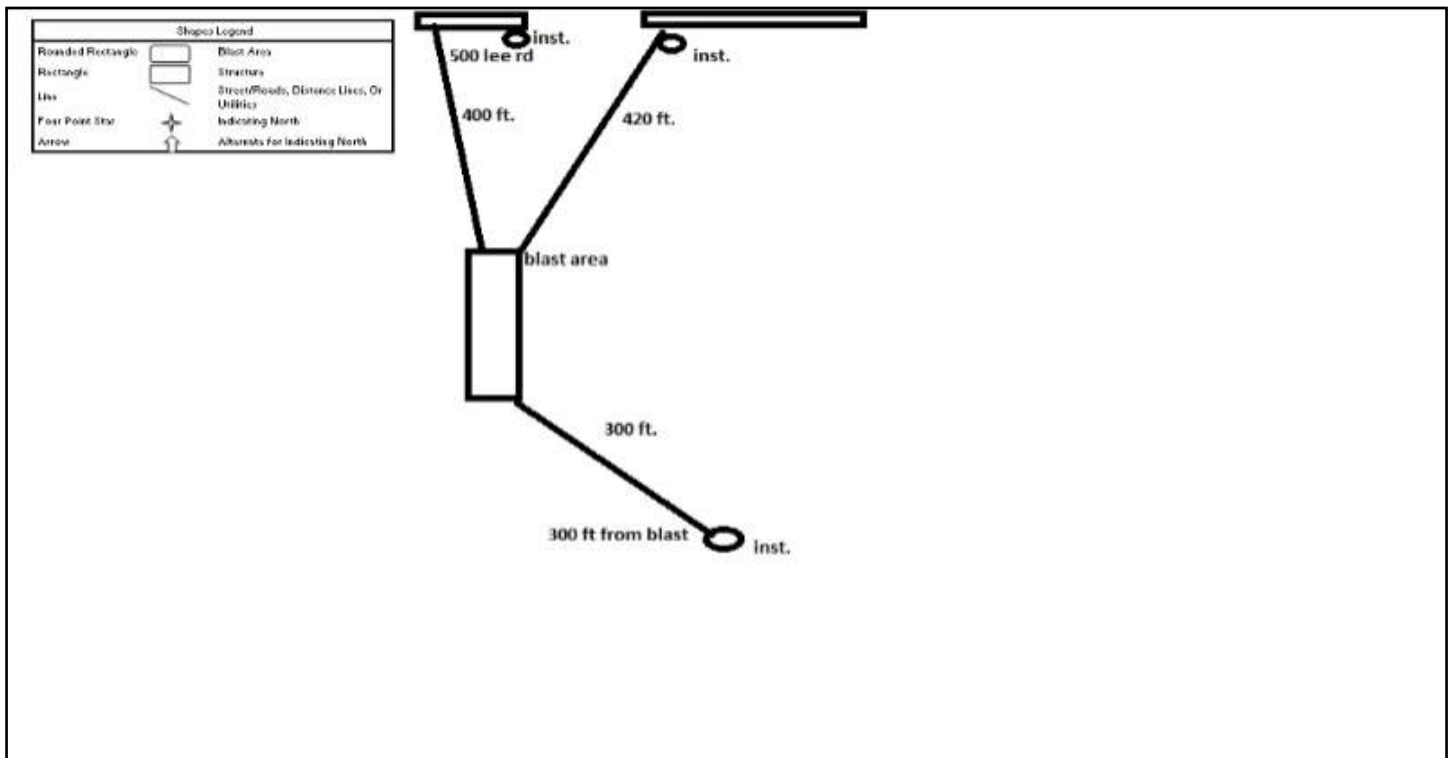 Shapes Legend
Rounded Rectangle Blast Area
Rectangle Structure
Line Street/Roads, Distance Lines, Or
Utilities
Four Point Star Indicating North
Arrow Alternate for Indicating North
inst.
500 lee rd
inst.
400 ft.
420 ft.
blast area
300 ft.
300 ft from blast
Inst.